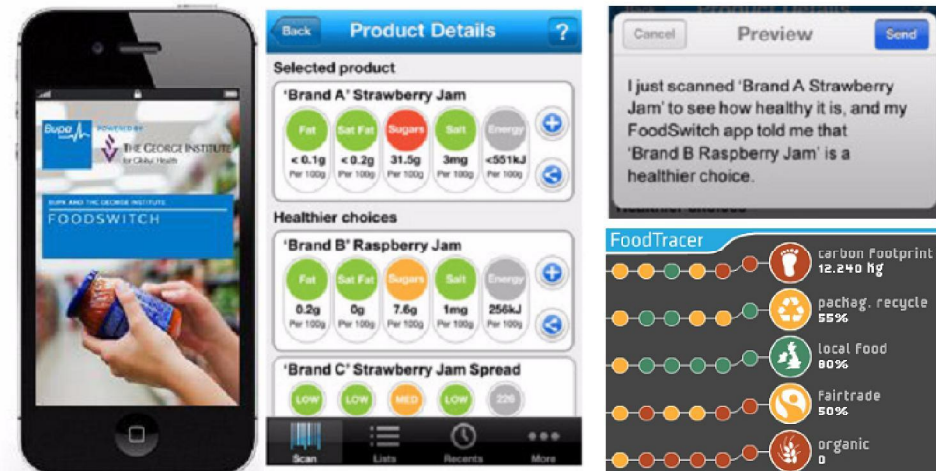 Bupa
POWERED BY
THE GEORGE INSTITUTE
for Global Health
BUPA AND THE GEORGE INSTITUTE
FOODSWITCH
Back
Product Details
?
Selected product
'Brand A' Strawberry Jam
Fat
Sat Fat
Sugars
Salt
Energy
< 0.1g
< 0.2g
31.5g
3mg
<551kJ
Per 100g
Per 100g
Per 100g
Per 100g
Per 100g
Healthier choices
'Brand B' Raspberry Jam
Fat
Sat Fat
Sugars
Salt
Energy
0.2g
0g
7.6g
1mg
256kJ
Per 100g
Per 100g
Per 100g
Per 100g
Per 100g
'Brand C' Strawberry Jam Spread
LOW
LOW
MED
LOW
226
Scan
Lists
Recents
More
Product Details
Cancel
Preview
Send
I just scanned 'Brand A Strawberry
Jam' to see how healthy it is, and my
FoodSwitch app told me that
'Brand B Raspberry Jam' is a
healthier choice.
Healthier choices
FoodTracer
carbon footprint
12.240 kg
packag. recycle
55%
local food
80%
fairtrade
50%
organic
0